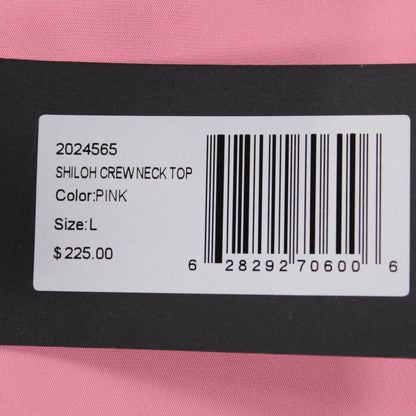 2024565
SHILOH CREW NECK TOP
Color:PINK
Size:L
$ 225.00
6 28292 70600 6